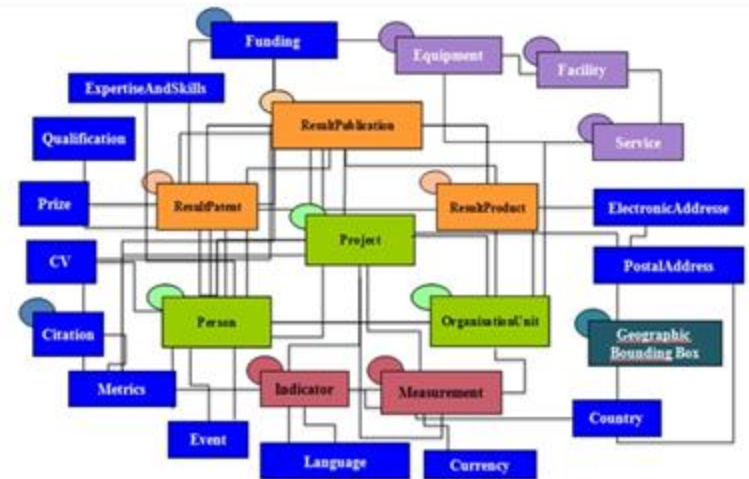 Funding
Equipment
Facility
ExpertiseAndSkills
ResultPublication
Qualification
Service
Prize
ResultPatent
ResultProduct
ElectronicAddresse
Project
CV
PostalAddress
Citation
Person
OrganisationUnit
Geographic
Bounding Box
Metrics
Indicator
Measurement
Country
Event
Language
Currency